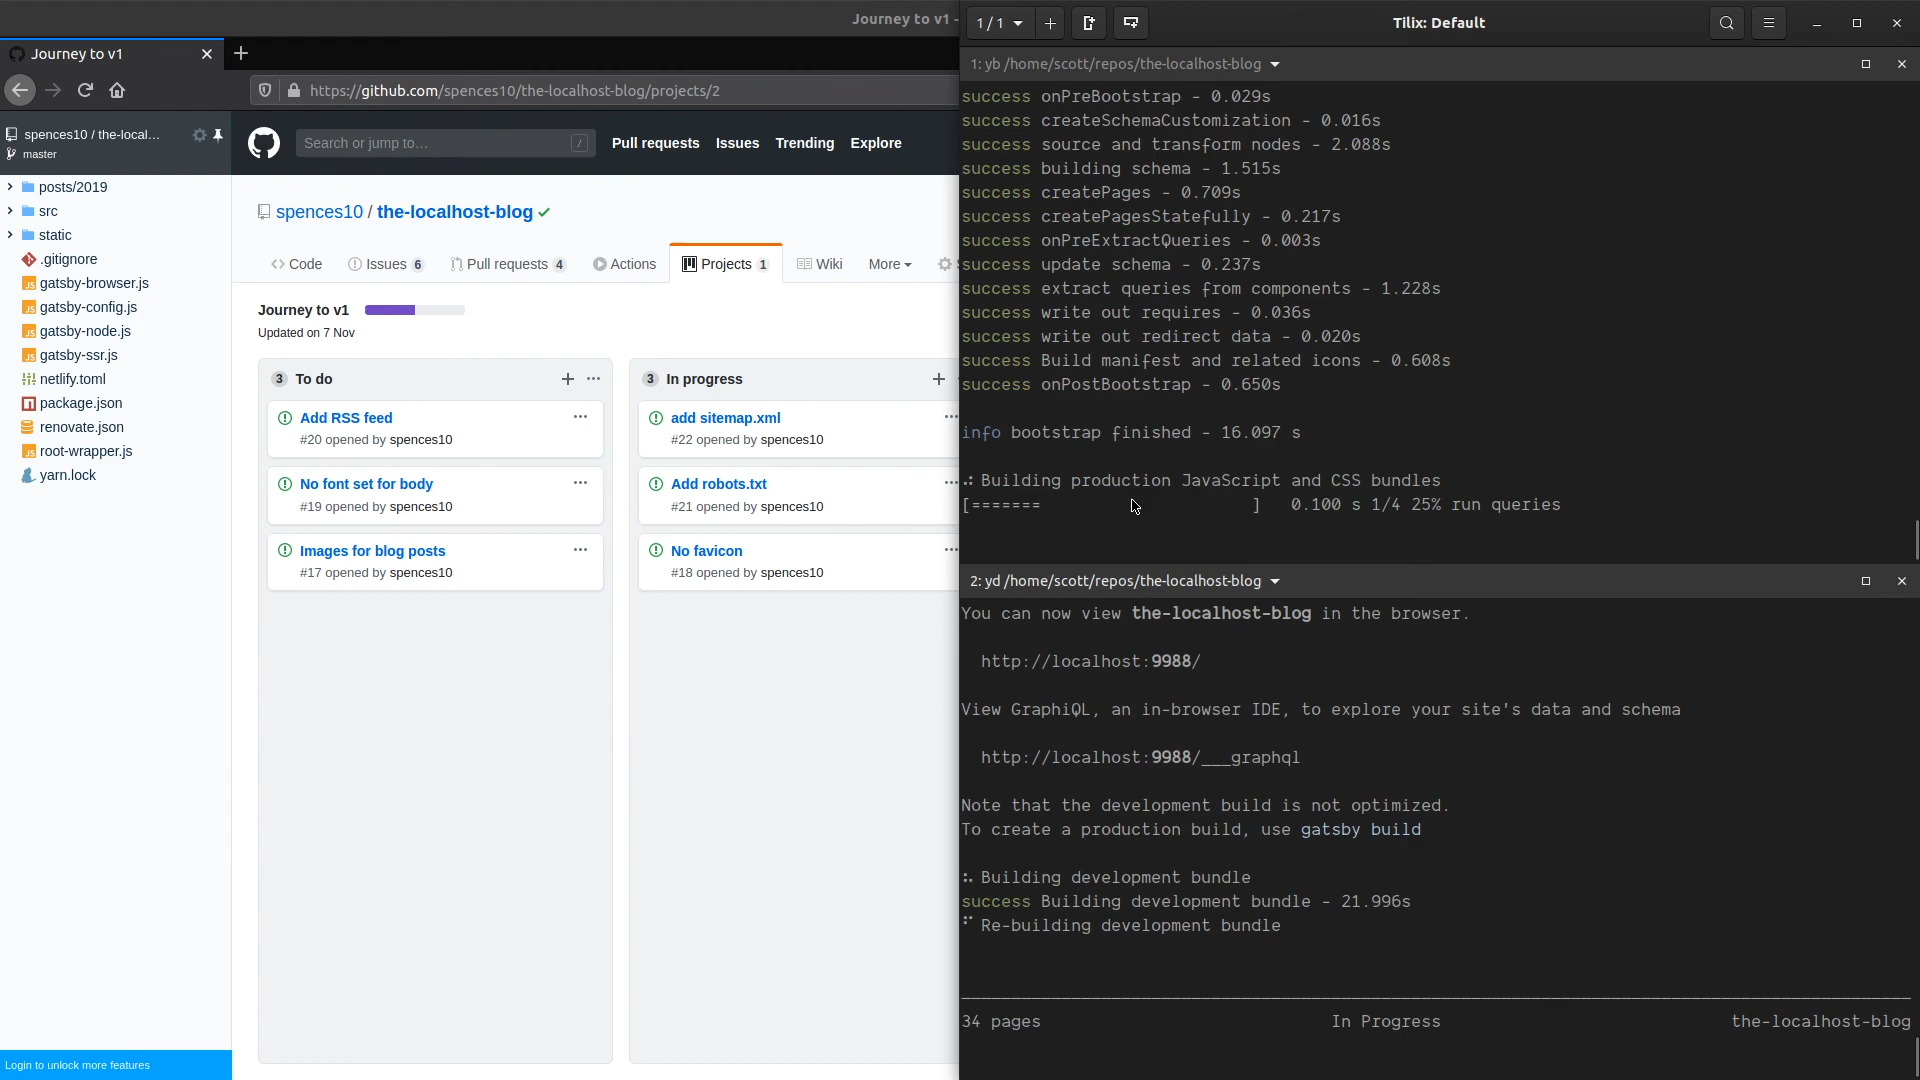 Journey to v1 -
Journey to v1
https://github.com/spences10/the-localhost-blog/projects/2
spences10 / the-local...
master
posts/2019
src
static
.gitignore
gatsby-browser.js
gatsby-config.js
gatsby-node.js
gatsby-ssr.js
netlify.toml
package.json
renovate.json
root-wrapper.js
yarn.lock
Login to unlock more features
Search or jump to…
/
Pull requests
Issues
Trending
Explore
spences10 / the-localhost-blog
Code
Issues 6
Pull requests 4
Actions
Projects 1
Wiki
More
Journey to v1
Updated on 7 Nov
3 To do
Add RSS feed
#20 opened by spences10
No font set for body
#19 opened by spences10
Images for blog posts
#17 opened by spences10
3 In progress
add sitemap.xml
#22 opened by spences10
Add robots.txt
#21 opened by spences10
No favicon
#18 opened by spences10
1 / 1
Tilix: Default
1: yb /home/scott/repos/the-localhost-blog
success onPreBootstrap - 0.029s
success createSchemaCustomization - 0.016s
success source and transform nodes - 2.088s
success building schema - 1.515s
success createPages - 0.709s
success createPagesStatefully - 0.217s
success onPreExtractQueries - 0.003s
success update schema - 0.237s
success extract queries from components - 1.228s
success write out requires - 0.036s
success write out redirect data - 0.020s
success Build manifest and related icons - 0.608s
success onPostBootstrap - 0.650s
info bootstrap finished - 16.097 s
⠴ Building production JavaScript and CSS bundles
[=======                     ]   0.100 s 1/4 25% run queries
2: yd /home/scott/repos/the-localhost-blog
You can now view the-localhost-blog in the browser.
http://localhost:9988/
View GraphiQL, an in-browser IDE, to explore your site's data and schema
http://localhost:9988/___graphql
Note that the development build is not optimized.
To create a production build, use gatsby build
⠦ Building development bundle
success Building development bundle - 21.996s
⠋ Re-building development bundle
34 pages
In Progress
the-localhost-blog